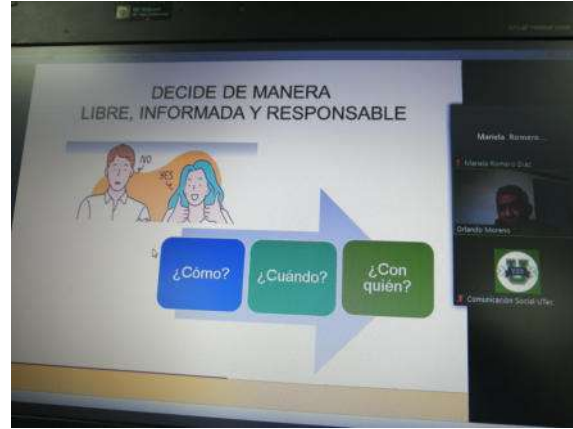 DECIDE DE MANERA
LIBRE, INFORMADA Y RESPONSABLE
NO
YES
¿Cómo?
¿Cuándo?
¿Con
quién?
Mariela Romero...
Mariela Romero Díaz
Orlando Moreno
Comunicación Social UTec